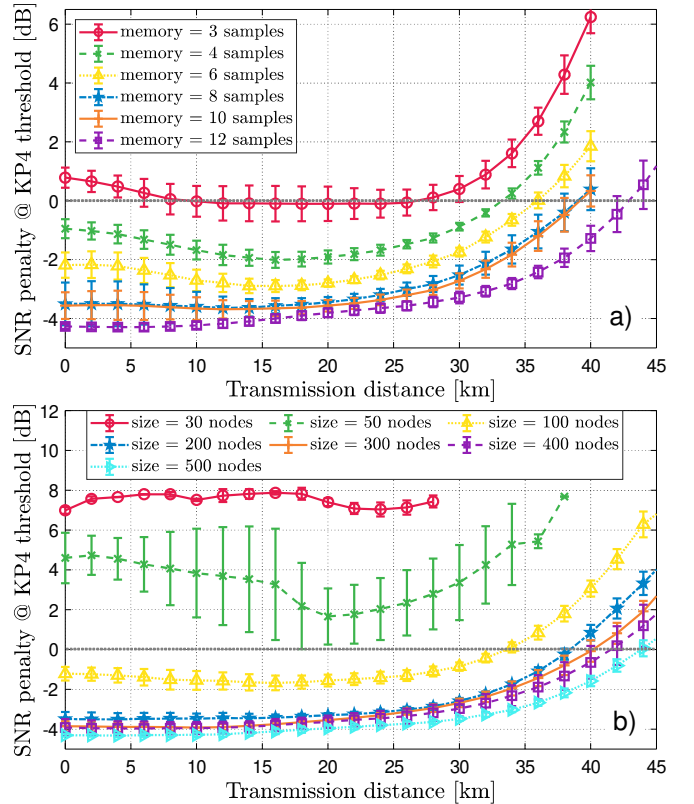 SNR penalty @ KP4 threshold [dB]
6
4
2
0
-2
-4
memory = 3 samples
memory = 4 samples
memory = 6 samples
memory = 8 samples
memory = 10 samples
memory = 12 samples
a)
0 5 10 15 20 25 30 35 40 45
Transmission distance [km]
SNR penalty @ KP4 threshold [dB]
12
10
8
6
4
2
0
-2
-4
size = 30 nodes size = 50 nodes size = 100 nodes
size = 200 nodes size = 300 nodes size = 400 nodes
size = 500 nodes
b)
0 5 10 15 20 25 30 35 40 45
Transmission distance [km]